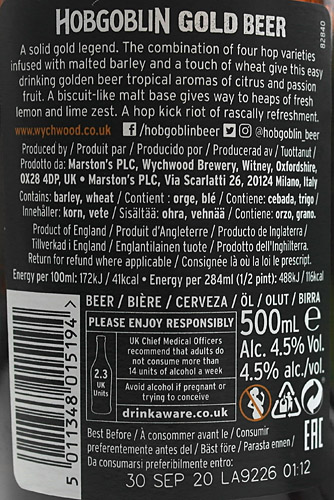 HOBGOBLIN GOLD BEER
82840
A solid gold legend. The combination of four hop varieties
infused with malted barley and a touch of wheat give this easy
drinking golden beer tropical aromas of citrus and passion
fruit. A biscuit-like malt base gives way to heaps of fresh
lemon and lime zest. A hop kick riot of rascally refreshment.
www.wychwood.co.uk f /hobgoblinbeer @hobgoblin_beer
Produced by / Produit par / Producido por / Producerad av / Tuottanut/
Prodotto da: Marston's PLC, Wychwood Brewery, Witney, Oxfordshire,
OX28 4DP, UK • Marston's PLC, Via Scarlatti 26, 20124 Milano, Italy
Contains: barley, wheat / Contient : orge, blé / Contiene: cebada, trigo /
Innehåller: korn, vete / Sisältää: ohra, vehnää / Contiene: orzo, grano.
Product of England / Produit d'Angleterre / Producto de Inglaterra /
Tillverkad i England / Englantilainen tuote / Prodotto dell'Inghilterra.
Return for refund where applicable / Consignée là où la loi le prescript.
Energy per 100ml: 172kJ / 41kcal • Energy per 284ml (1/2 pint): 488kJ / 116kcal
BEER / BIÈRE / CERVEZA / ÖL / OLUT / BIRRA
PLEASE ENJOY RESPONSIBLY
2.3
UK
Units
UK Chief Medical Officers
recommend that adults do
not consume more than
14 units of alcohol a week
Avoid alcohol if pregnant or
trying to conceive
drinkaware.co.uk
500mL e
Alc. 4.5% Vol.
4.5% alc./vol.
EAC
5 011348 015194 >
Best Before / À consommer avant le / Consumir
preferentemente antes del / Bäst före / Parasta ennen /
Da consumarsi preferibilmente entro:
30 SEP 20 LA9226 01:12